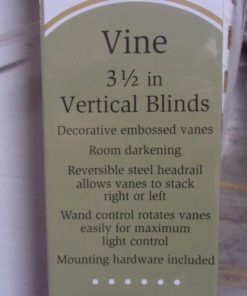 Vine
3½ in
Vertical Blinds
Decorative embossed vanes
Room darkening
Reversible steel headrail
allows vanes to stack
right or left
Wand control rotates vanes
easily for maximum
light control
Mounting hardware included